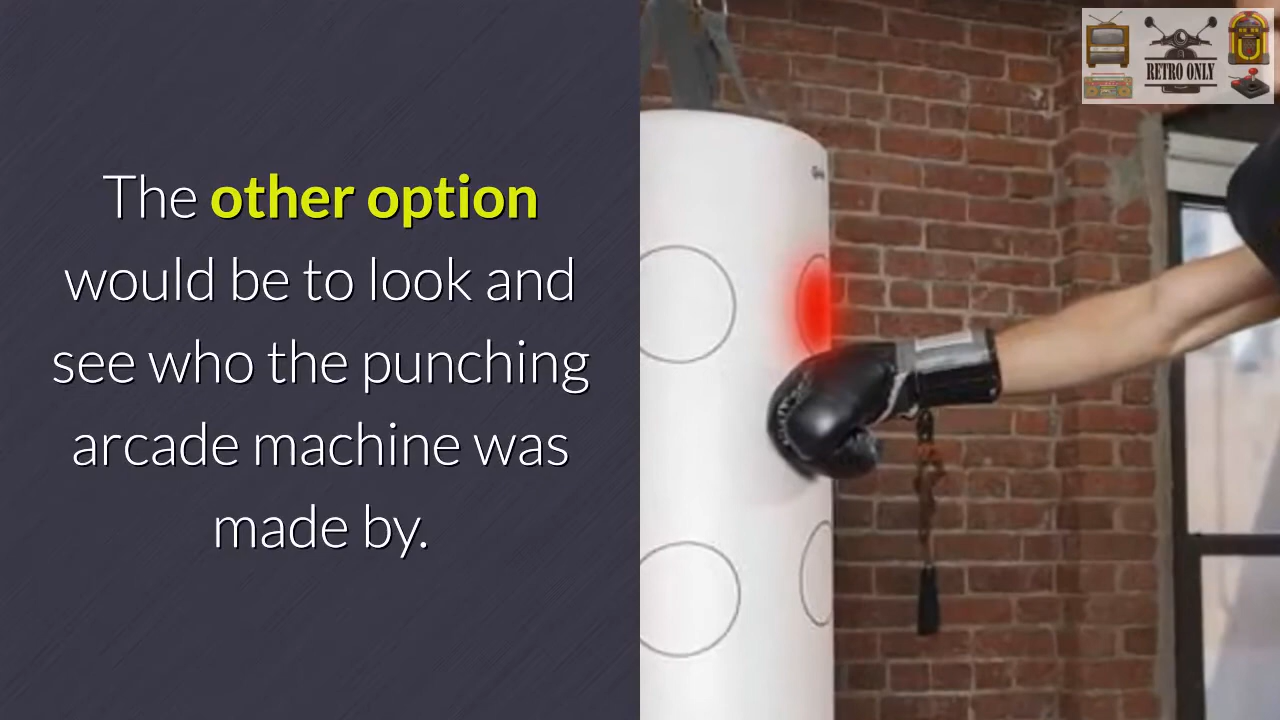 The other option
would be to look and
see who the punching
arcade machine was
made by.
RETRO ONLY